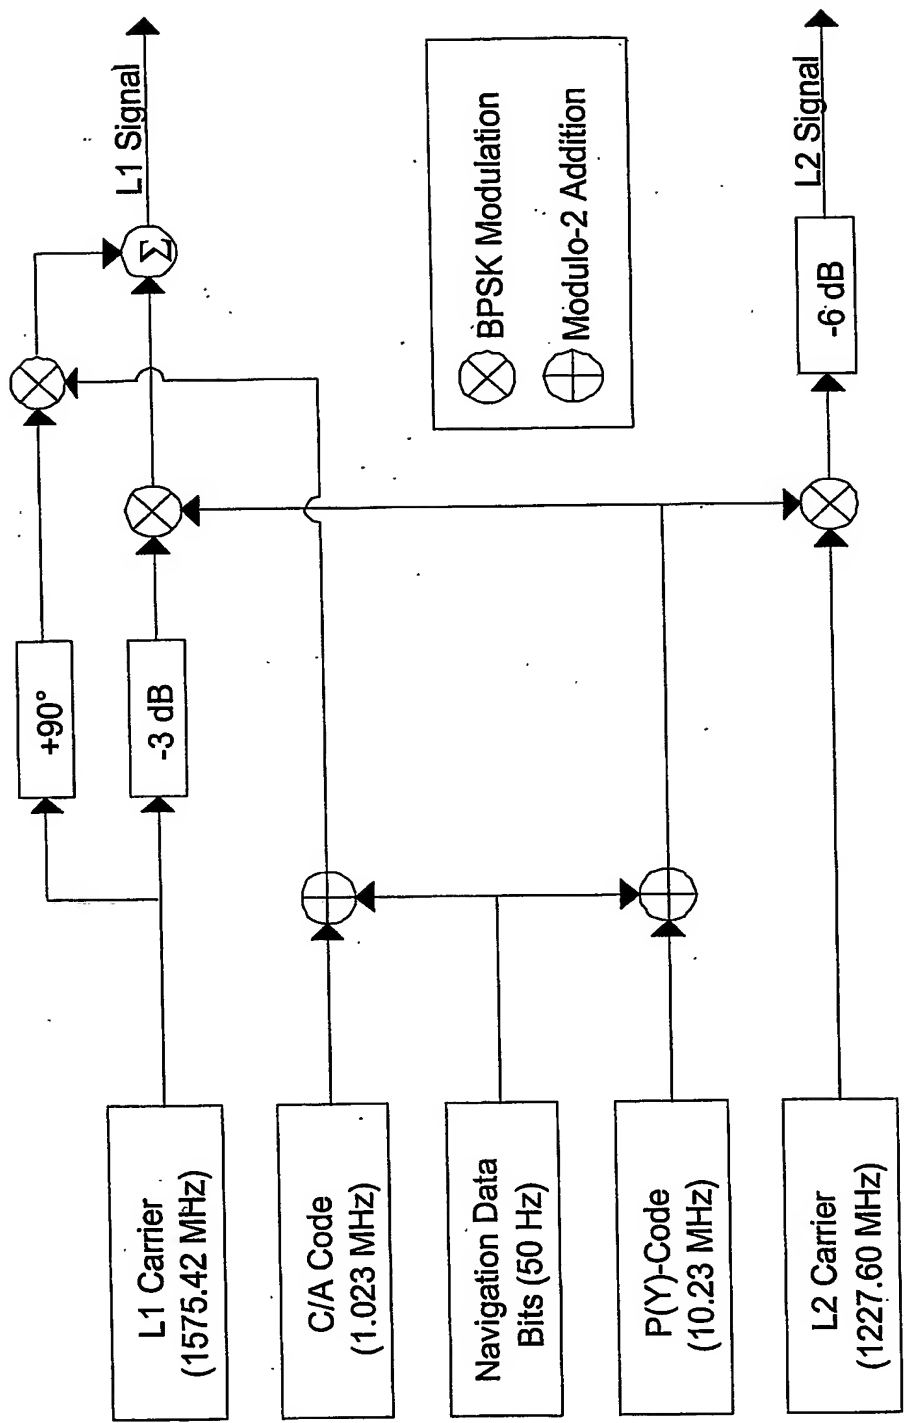 L1 Carrier
(1575.42 MHz)
+90°
-3 dB
Σ
L1 Signal
C/A Code
(1.023 MHz)
Navigation Data
Bits (50 Hz)
BPSK Modulation
Modulo-2 Addition
P(Y)-Code
(10.23 MHz)
L2 Carrier
(1227.60 MHz)
-6 dB
L2 Signal